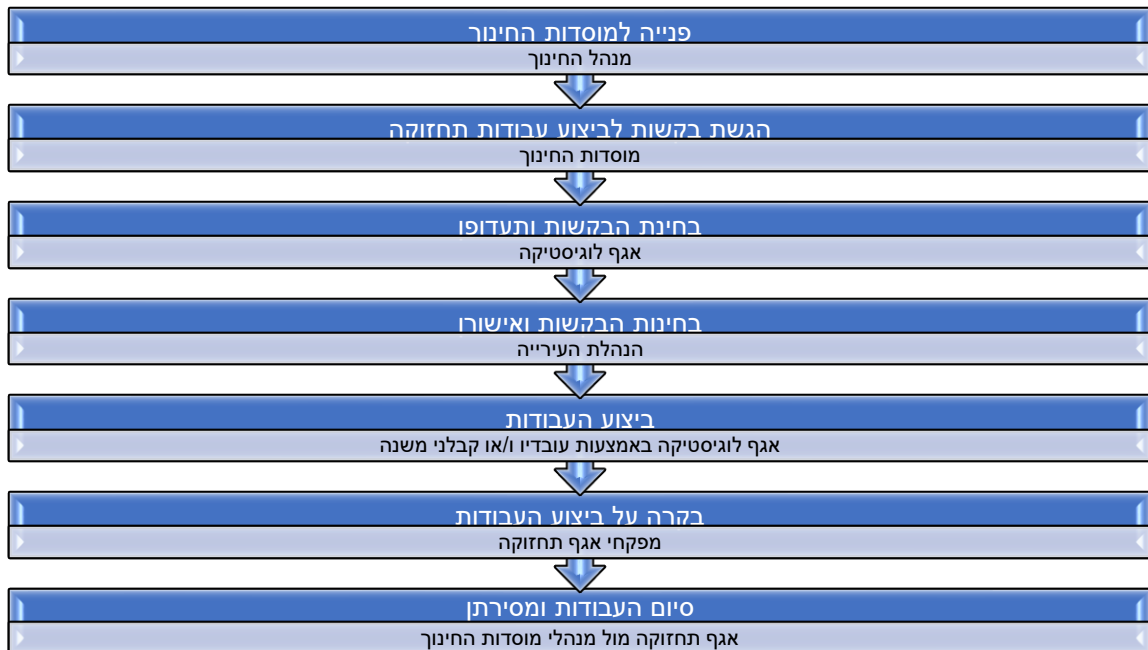 פנייה למוסדות החינוך
מנהל החינוך
הגשת בקשות לביצוע עבודות תחזוקה
מוסדות החינוך
בחינת הבקשות ותעדופן
אגף לוגיסטיקה
בחינות הבקשות ואישורן
הנהלת העירייה
ביצוע העבודות
אגף לוגיסטיקה באמצעות עובדיו ו/או קבלני משנה
בקרה על ביצוע העבודות
מפקחי אגף תחזוקה
סיום העבודות ומסירתן
אגף תחזוקה מול מנהלי מוסדות החינוך